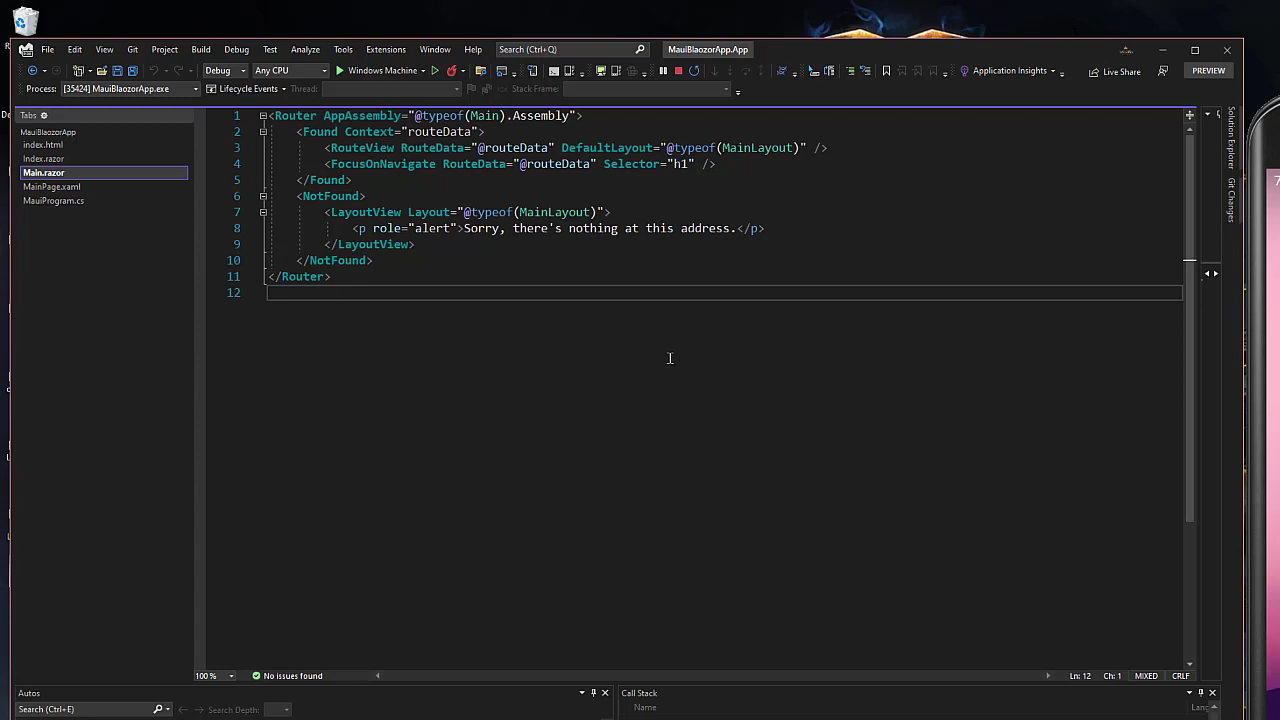 File Edit View Git Project Build Debug Test Analyze Tools Extensions Window Help Search (Ctrl+Q) MauiBlaozorApp.App
Debug Any CPU Windows Machine Application Insights Live Share PREVIEW
Process: [35424] MauiBlaozorApp.exe Lifecycle Events Thread: Stack Frame:
Tabs
MauiBlaozorApp
index.html
Index.razor
Main.razor
MainPage.xaml
MauiProgram.cs
1 <Router AppAssembly="@typeof(Main).Assembly">
2 <Found Context="routeData">
3 <RouteView RouteData="@routeData" DefaultLayout="@typeof(MainLayout)" />
4 <FocusOnNavigate RouteData="@routeData" Selector="h1" />
5 </Found>
6 <NotFound>
7 <LayoutView Layout="@typeof(MainLayout)">
8 <p role="alert">Sorry, there's nothing at this address.</p>
9 </LayoutView>
10 </NotFound>
11 </Router>
12
Solution Explorer
Git Changes
7
100 % No issues found Ln: 12 Ch: 1 MIXED CRLF
Autos
Search (Ctrl+E) Search Depth:
Call Stack
Name